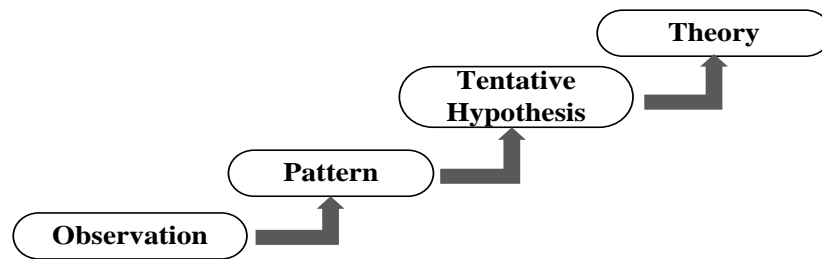 Theory
Tentative
Hypothesis
Pattern
Observation